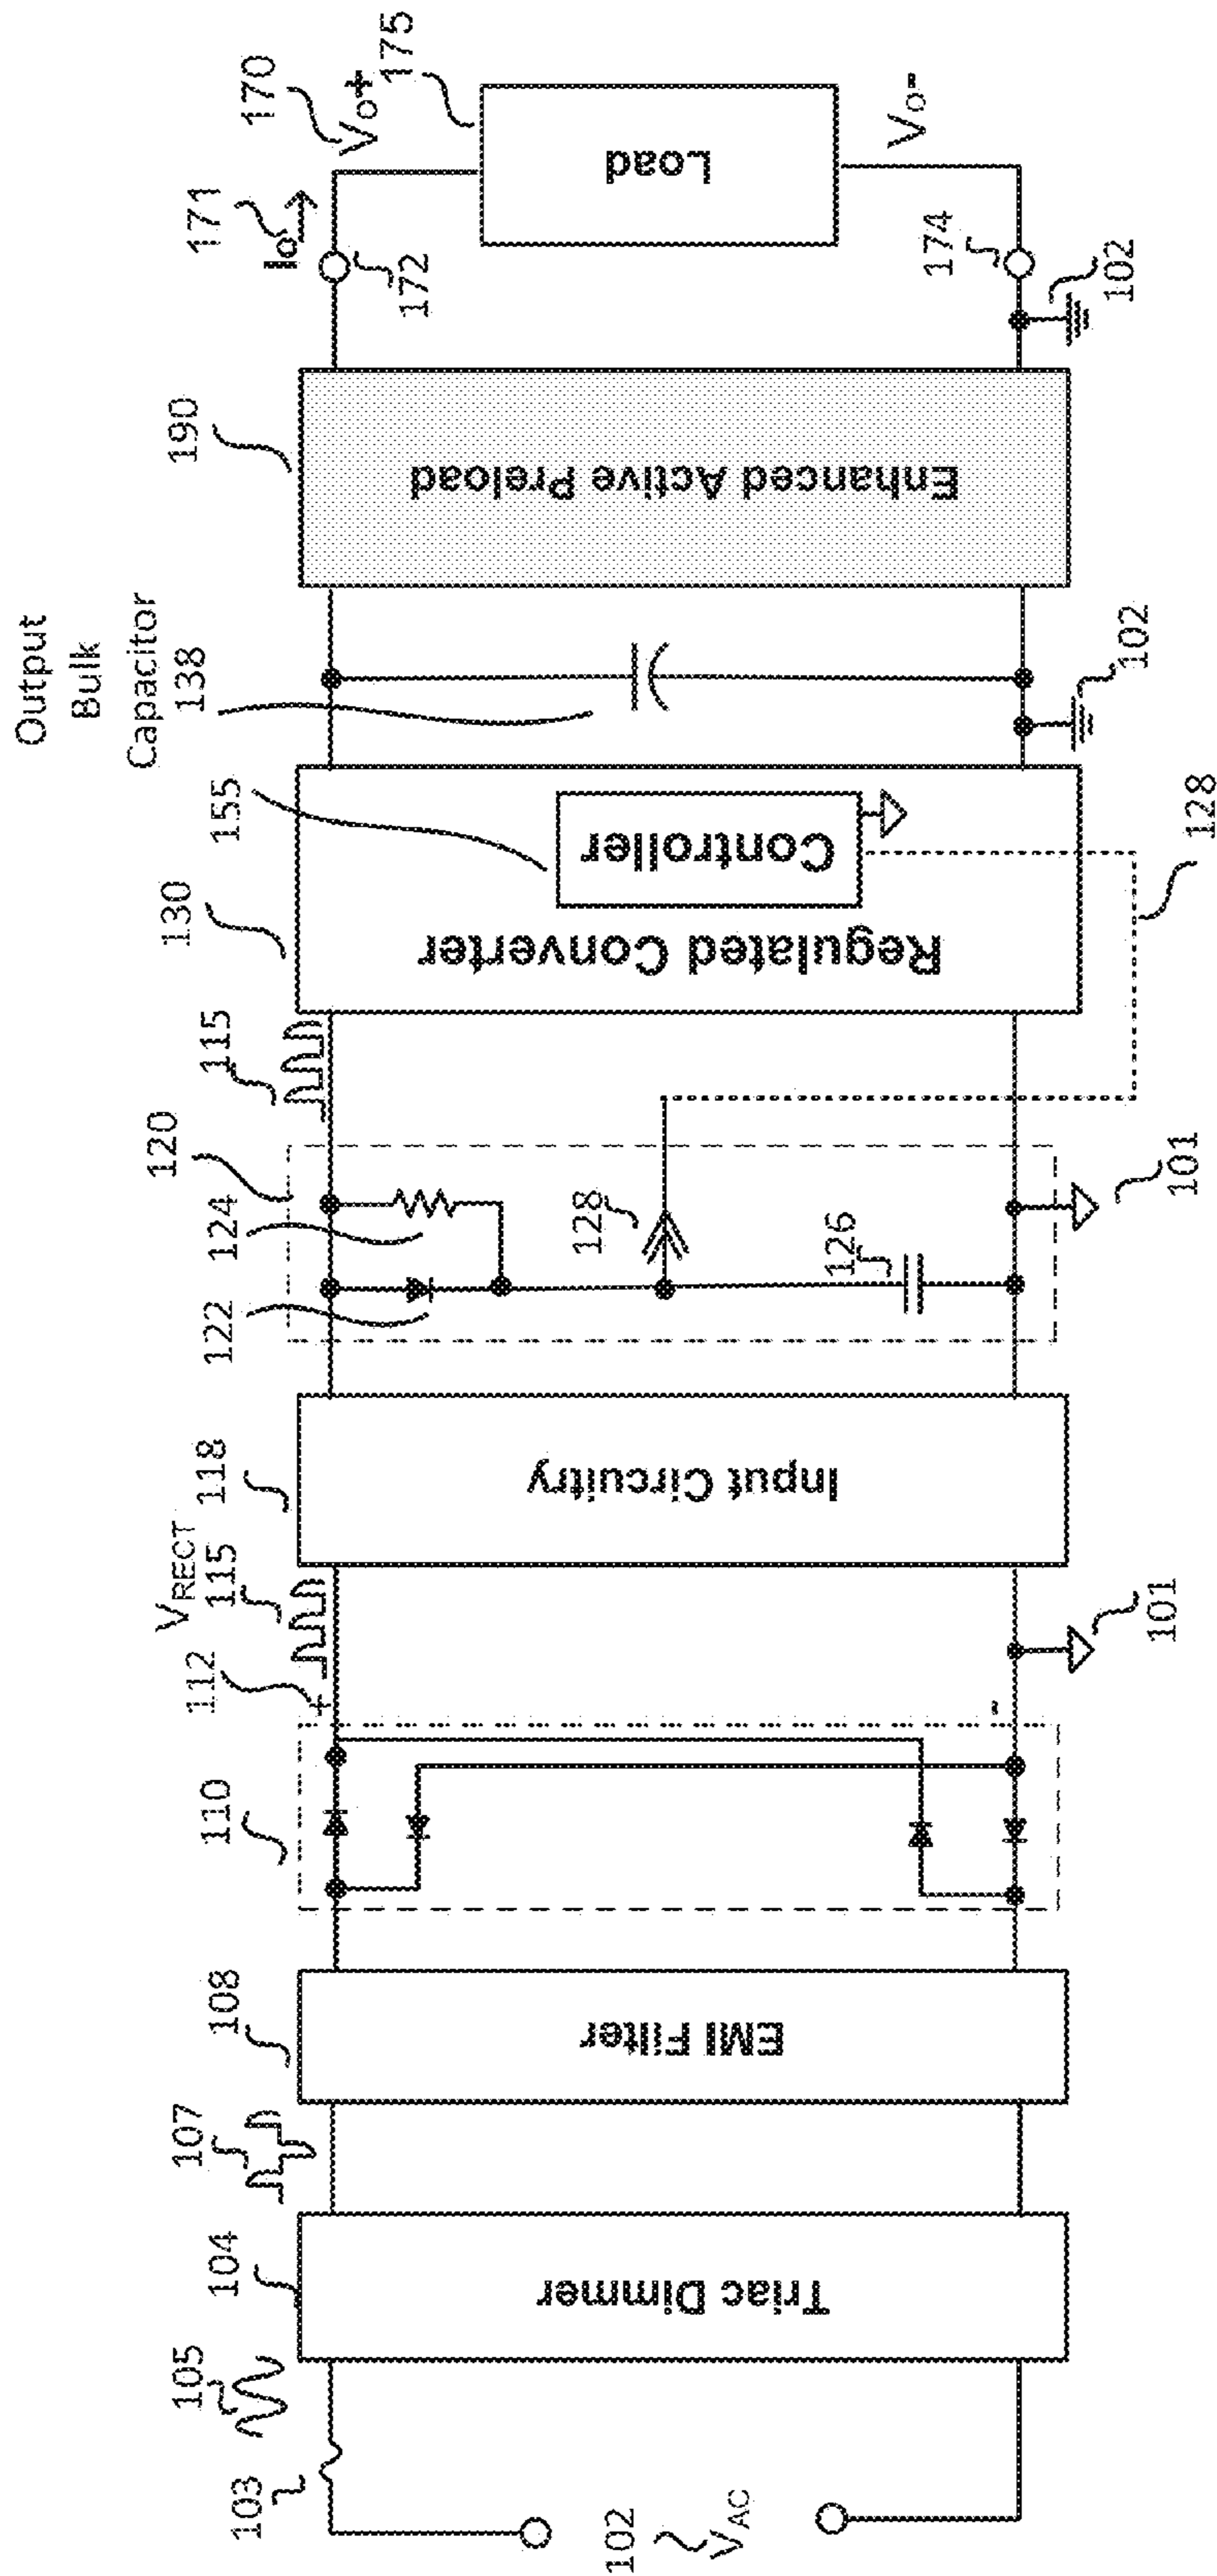 102
V_AC
103
105
104
Triac Dimmer
107
108
EMI Filter
110
112
+
-
V_RECT
115
101
118
Input Circuitry
120
122
124
128
126
101
115
130
Regulated Converter
155
Controller
128
Output
Bulk
Capacitor
138
102
190
Enhanced Active Preload
171
Io
172
170
Vo+
175
Load
Vo-
174
102